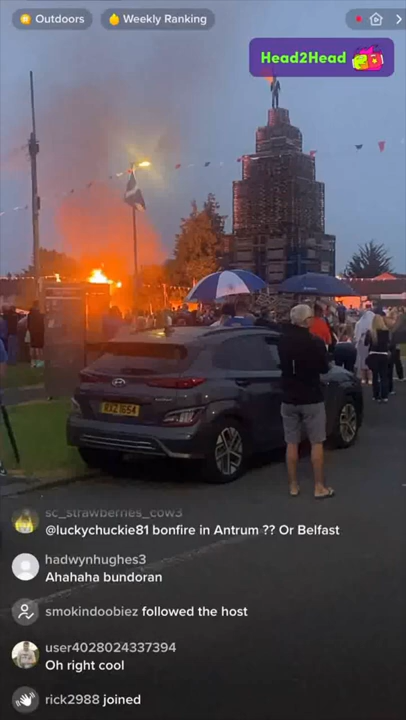 Outdoors
Weekly Ranking
Head2Head
sc_strawberries_cow3
@luckychuckie81 bonfire in Antrum ?? Or Belfast
hadwynhughes3
Ahahaha bundoran
smokindoobiez followed the host
user4028024337394
Oh right cool
rick2988 joined